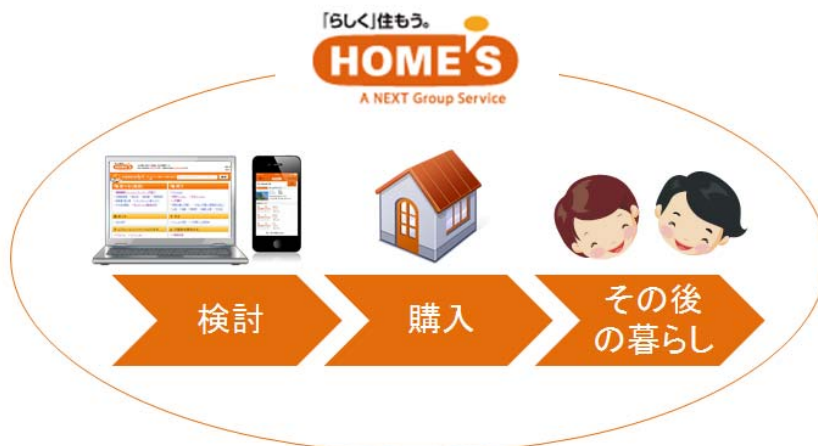 「らしく」住もう。
HOME'S
A NEXT Group Service
検討
購入
その後
の暮らし